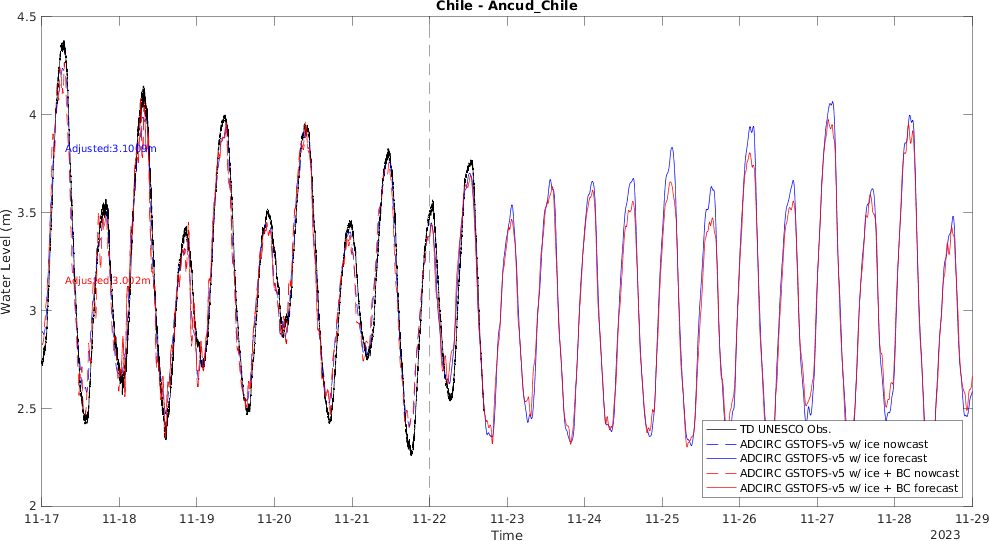 Chile - Ancud_Chile
4.5
4
3.5
3
2.5
2
Water Level (m)
Adjusted:3.1009m
Adjusted:3.002m
TD UNESCO Obs.
ADCIRC GSTOFS-v5 w/ ice nowcast
ADCIRC GSTOFS-v5 w/ ice forecast
ADCIRC GSTOFS-v5 w/ ice + BC nowcast
ADCIRC GSTOFS-v5 w/ ice + BC forecast
11-17 11-18 11-19 11-20 11-21 11-22 11-23 11-24 11-25 11-26 11-27 11-28 11-29
Time
2023